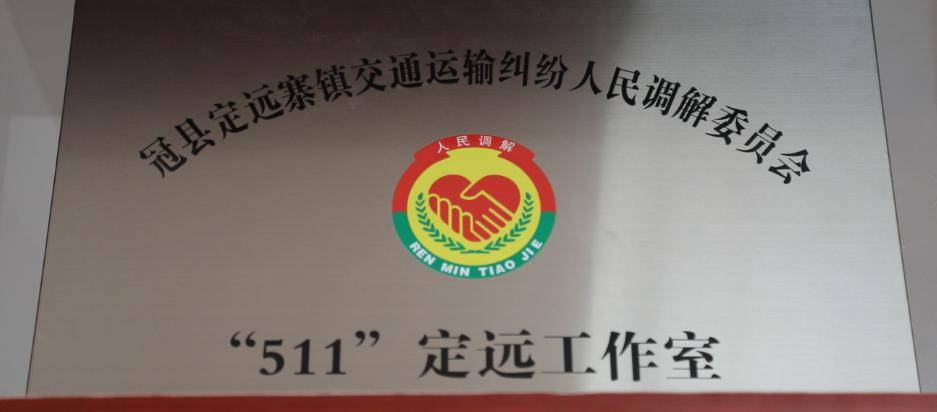 冠县定远寨镇交通运输纠纷人民调解委员会
人民调解
REN MIN TIAO JIE
“511”定远工作室